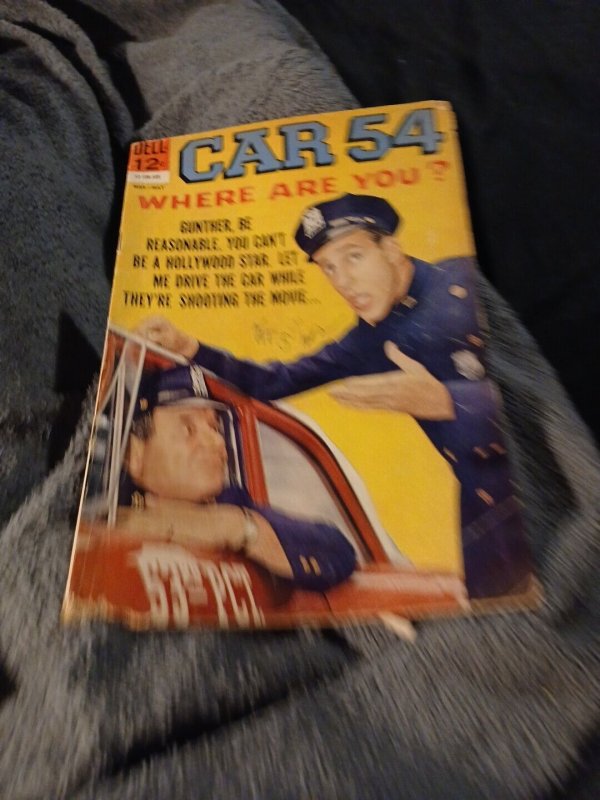 DELL
12¢
CAR 54
WHERE ARE YOU?
GUNTHER, BE
REASONABLE. YOU CAN'T
BE A HOLLYWOOD STAR. LET
ME DRIVE THE CAR WHILE
THEY'RE SHOOTING THE MOVIE...
53RD PCT.